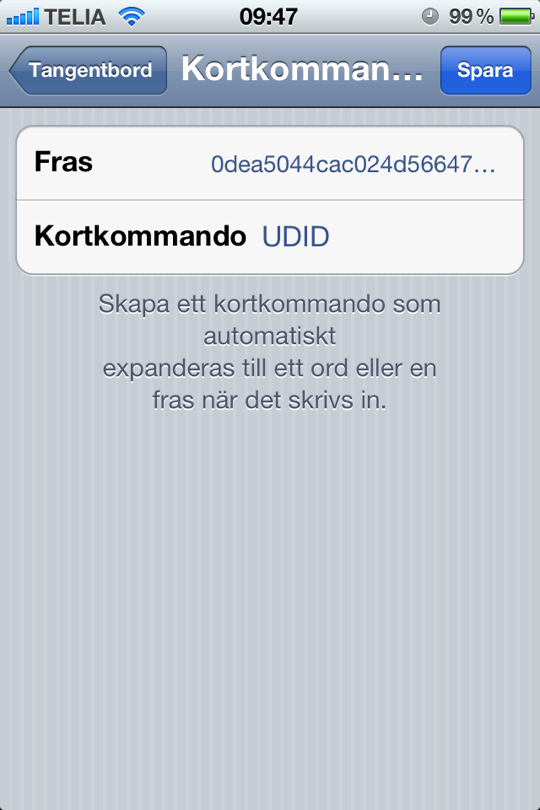 TELIA 09:47 99 %
Tangentbord Kortkomman... Spara
Fras 0dea5044cac024d56647...
Kortkommando UDID
Skapa ett kortkommando som
automatiskt
expanderas till ett ord eller en
fras när det skrivs in.